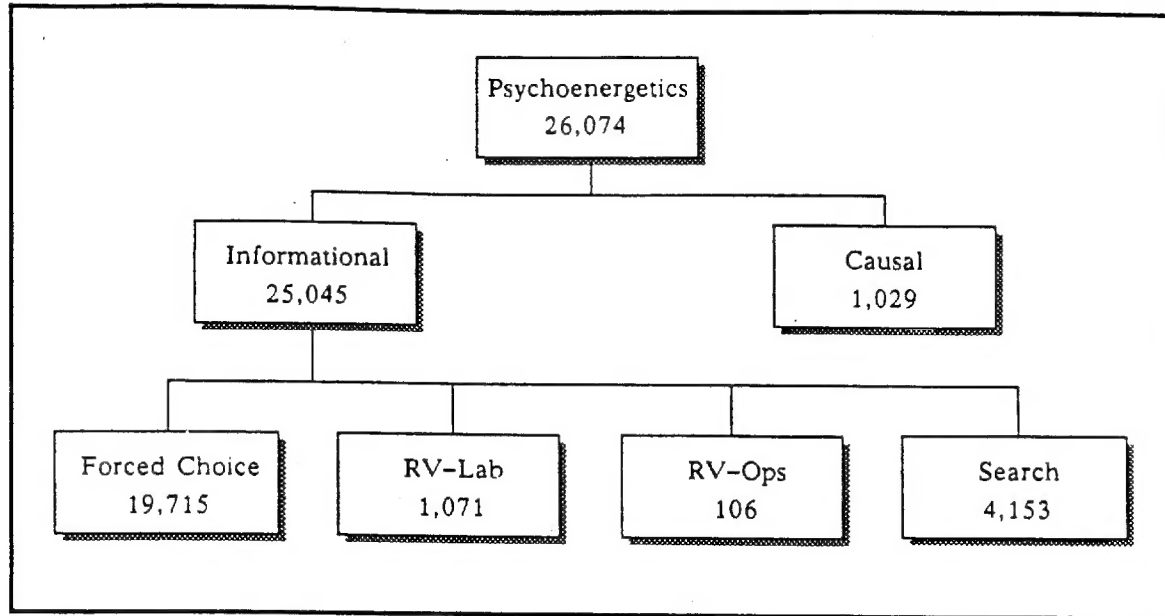 Psychoenergetics
26,074
Informational
25,045
Causal
1,029
Forced Choice
19,715
RV-Lab
1,071
RV-Ops
106
Search
4,153